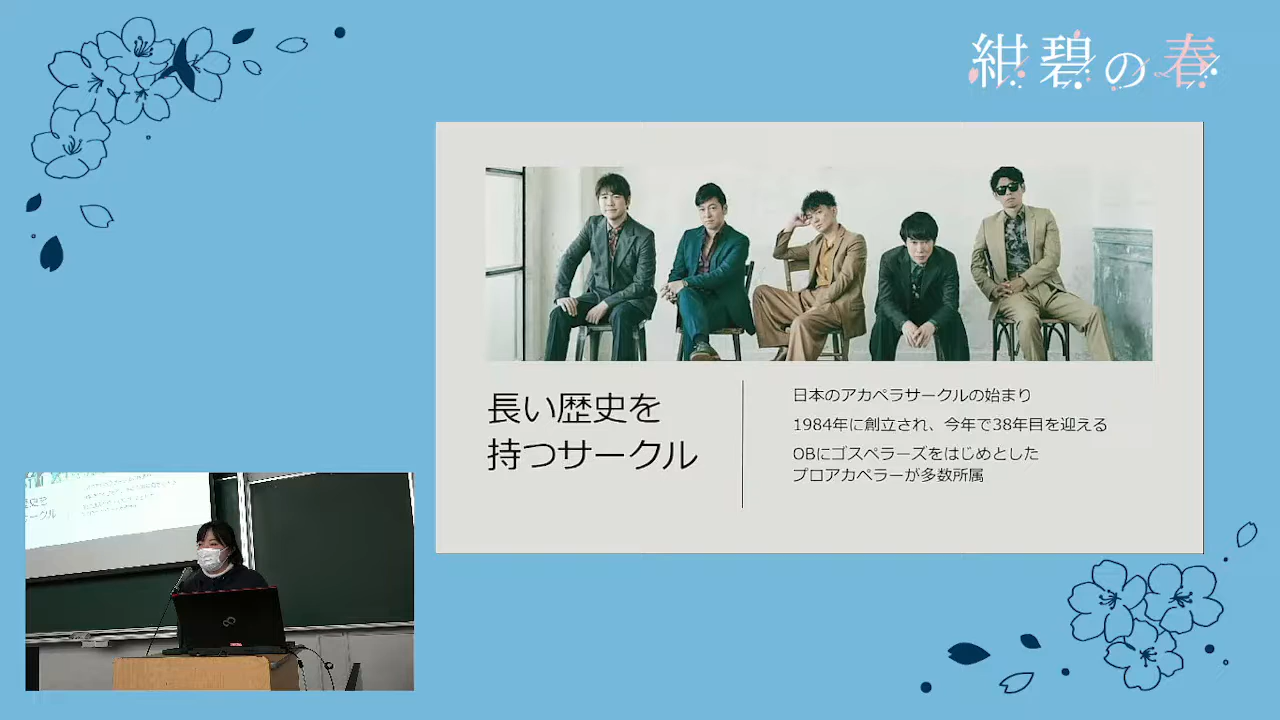 紺碧の春
長い歴史を
持つサークル
日本のアカペラサークルの始まり
1984年に創立され、今年で38年目を迎える
OBにゴスペラーズをはじめとした
プロアカペラーが多数所属